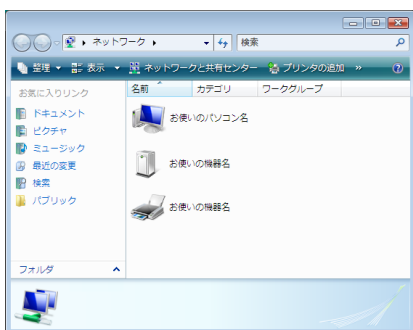 ネットワーク
検索
整理 表示 ネットワークと共有センター プリンタの追加 »
お気に入りリンク
名前 カテゴリ ワークグループ
ドキュメント
ピクチャ
ミュージック
最近の変更
検索
パブリック
お使いのパソコン名
お使いの機器名
お使いの機器名
フォルダ